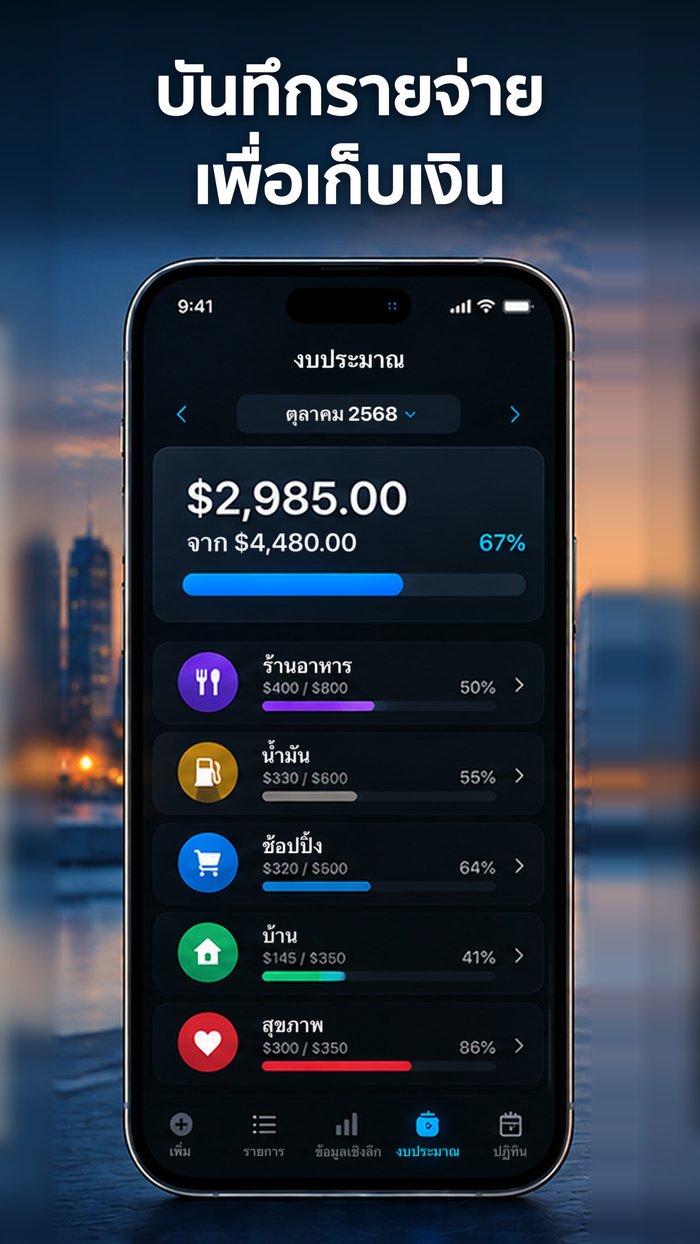 บันทึกรายจ่าย
เพื่อเก็บเงิน
9:41
งบประมาณ
ตุลาคม 2568
$2,985.00
จาก $4,480.00
67%
ร้านอาหาร
$400 / $800
50%
น้ำมัน
$330 / $600
55%
ช้อปปิ้ง
$320 / $600
64%
บ้าน
$145 / $350
41%
สุขภาพ
$300 / $350
86%
เพิ่ม
รายการ
ข้อมูลเชิงลึก
งบประมาณ
ปฏิทิน